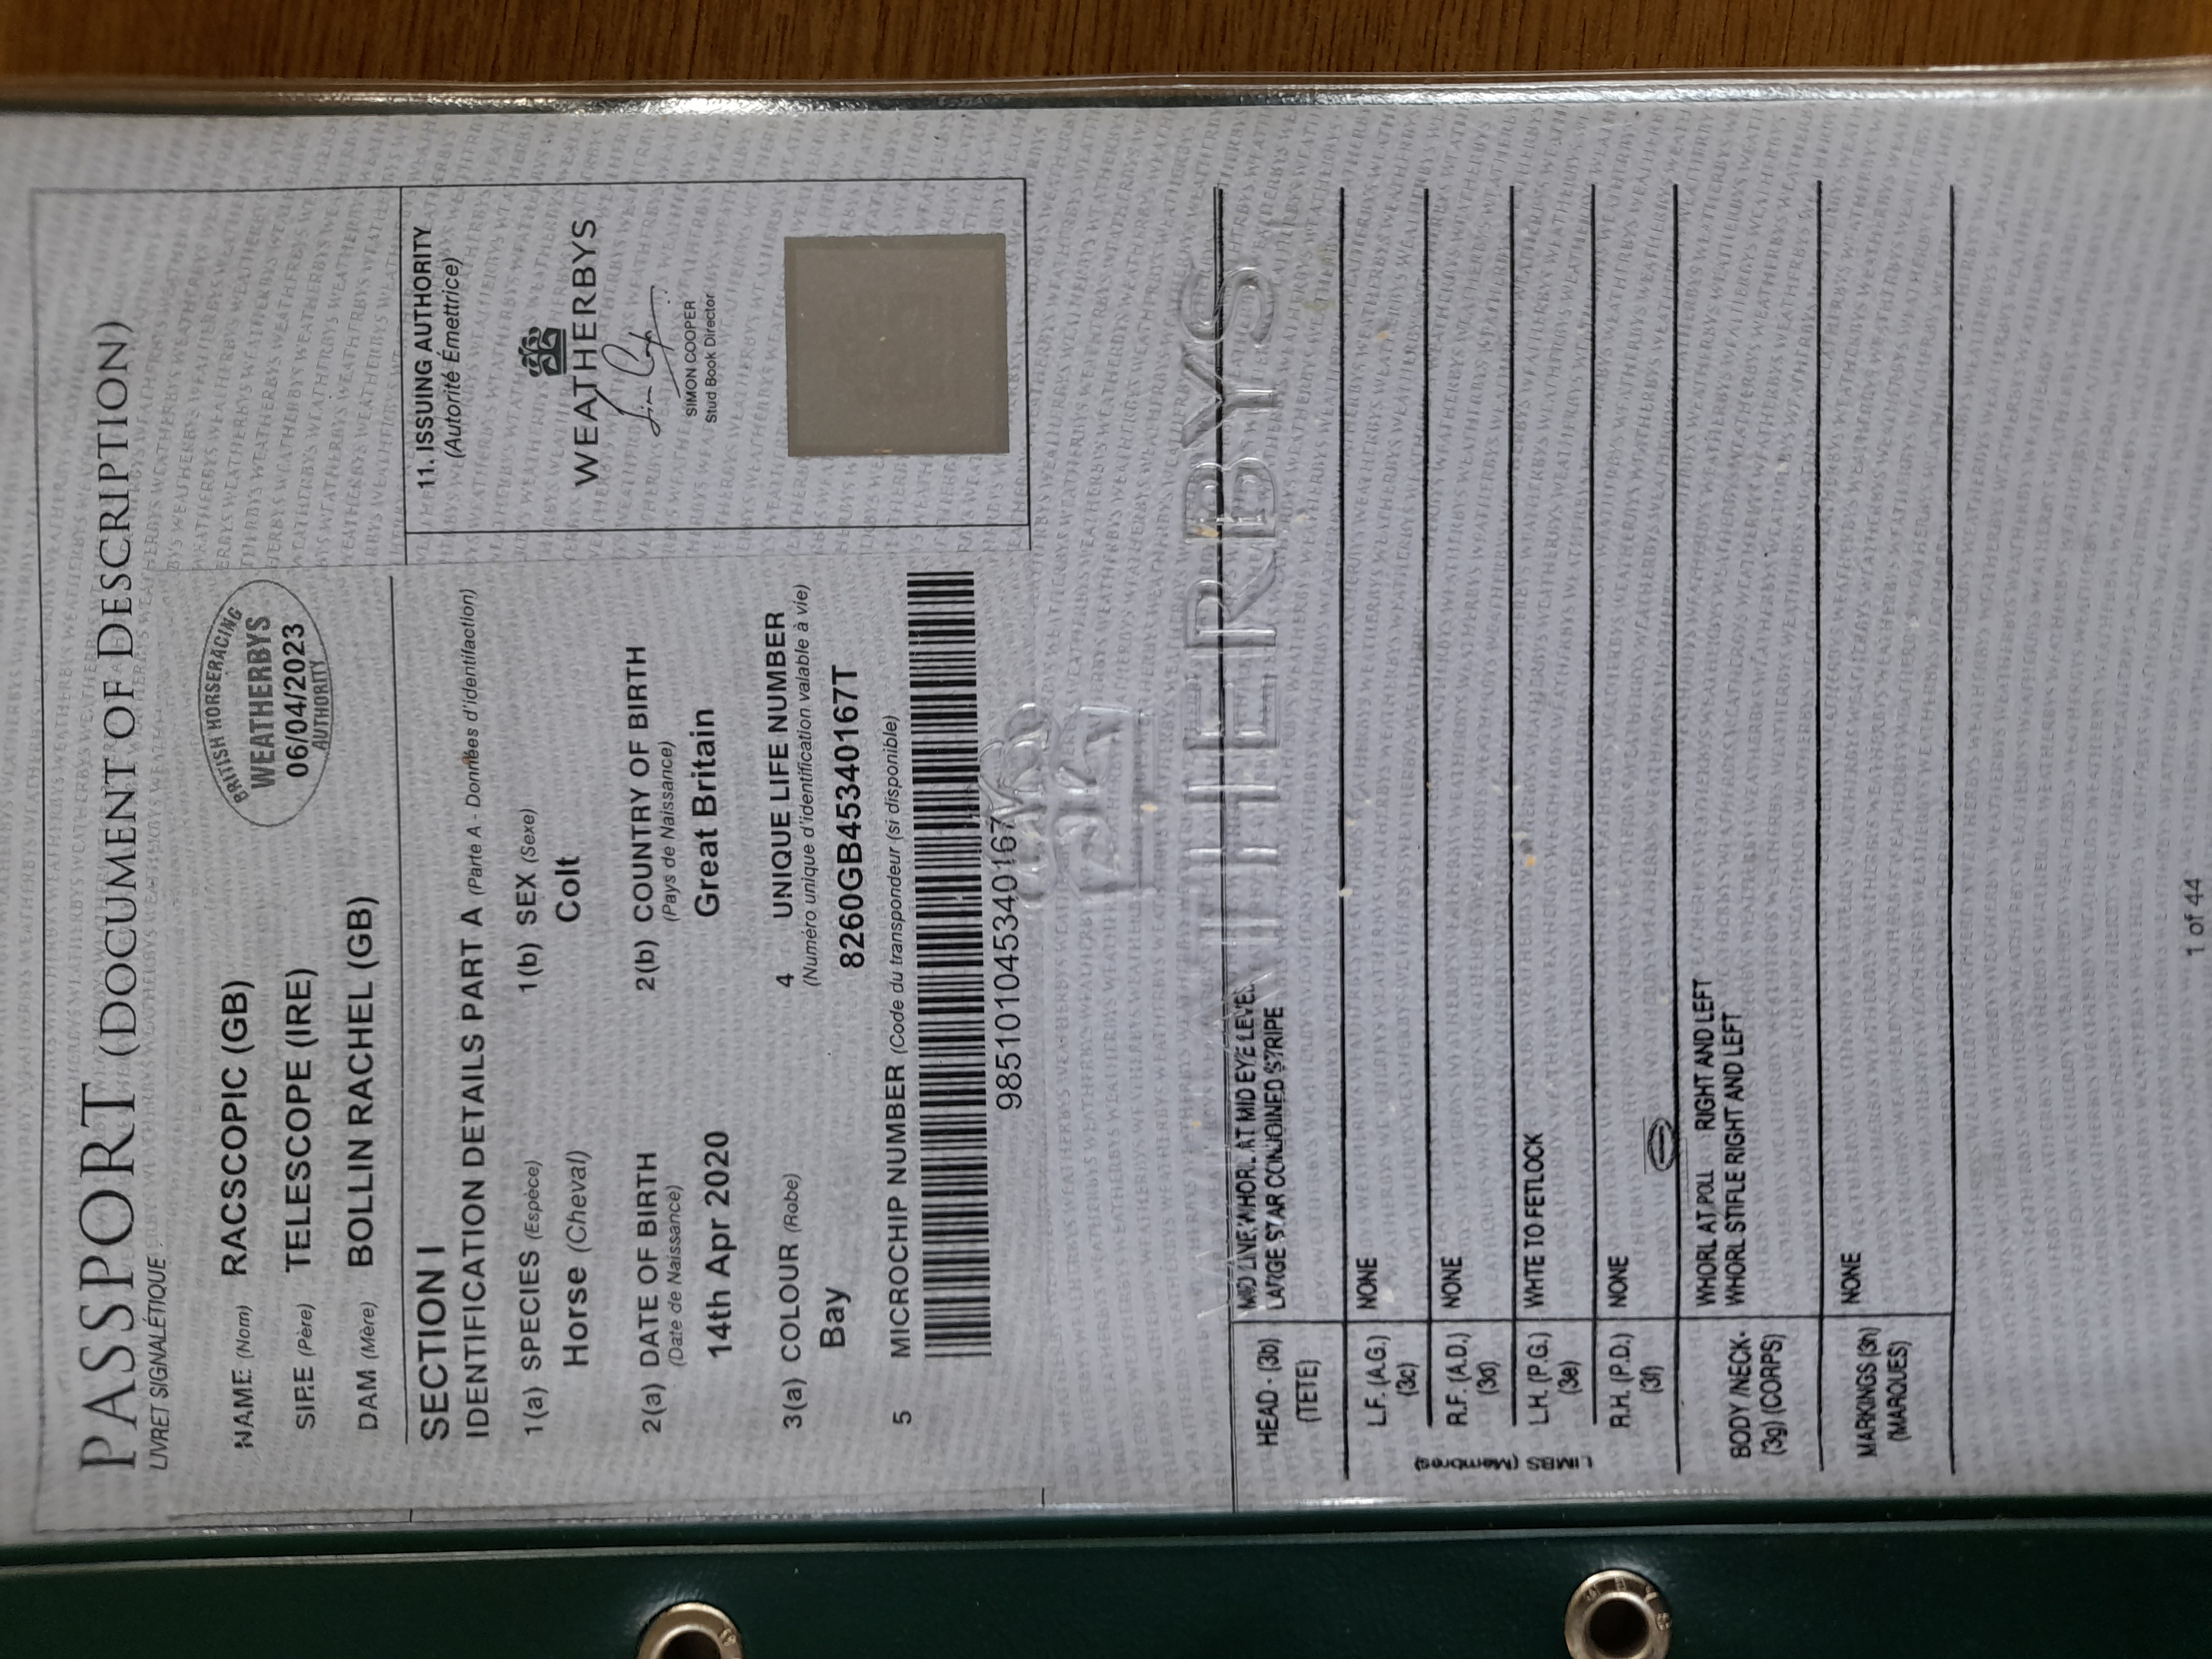 PASSPORT (DOCUMENT OF DESCRIPTION)
LIVRET SIGNALÉTIQUE
NAME (Nom) RACSCOPIC (GB)
SIRE (Père) TELESCOPE (IRE)
DAM (Mère) BOLLIN RACHEL (GB)
BRITISH HORSERACING
WEATHERBYS
06/04/2023
AUTHORITY
SECTION I
IDENTIFICATION DETAILS PART A (Parte A - Données d'identifaction)
1(a) SPECIES (Espèce)
Horse (Cheval)
1(b) SEX (Sexe)
Colt
2(a) DATE OF BIRTH
(Date de Naissance)
14th Apr 2020
2(b) COUNTRY OF BIRTH
(Pays de Naissance)
Great Britain
3(a) COLOUR (Robe)
Bay
4 UNIQUE LIFE NUMBER
(Numéro unique d'identification valable à vie)
8260GB45340167T
5 MICROCHIP NUMBER (Code du transpondeur (si disponible)
985101045340167
11. ISSUING AUTHORITY
(Autorité Émettrice)
WEATHERBYS
SIMON COOPER
Stud Book Director
WEATHERBYS
HEAD - (3b)
(TETE)
MID LINE WHORL AT MID EYE LEVEL
LARGE STAR CONJOINED STRIPE
LIMBS (Membres)
L.F. (A.G.)
(3c)
NONE
R.F. (A.D.)
(3d)
NONE
L.H. (P.G.)
(3e)
WHTE TO FETLOCK
R.H. (P.D.)
(3f)
NONE
BODY /NECK-
(3g) (CORPS)
WHORL AT POLL RIGHT AND LEFT
WHORL STIFLE RIGHT AND LEFT
MARKINGS (3h)
(MARQUES)
NONE
1 of 44